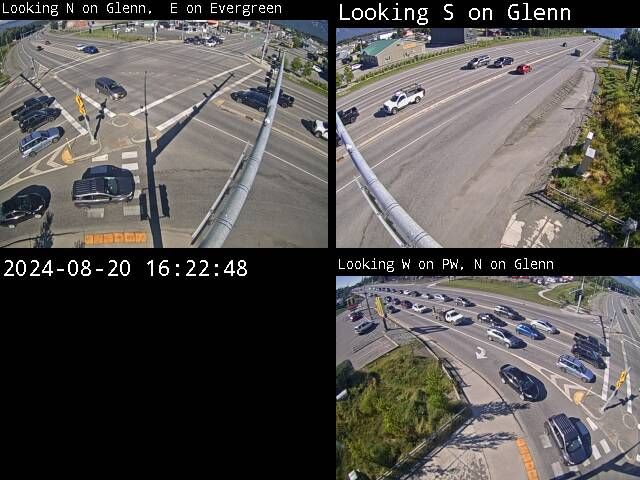 Looking N on Glenn, E on Evergreen
Looking S on Glenn
2024-08-20 16:22:48
Looking W on PW, N on Glenn